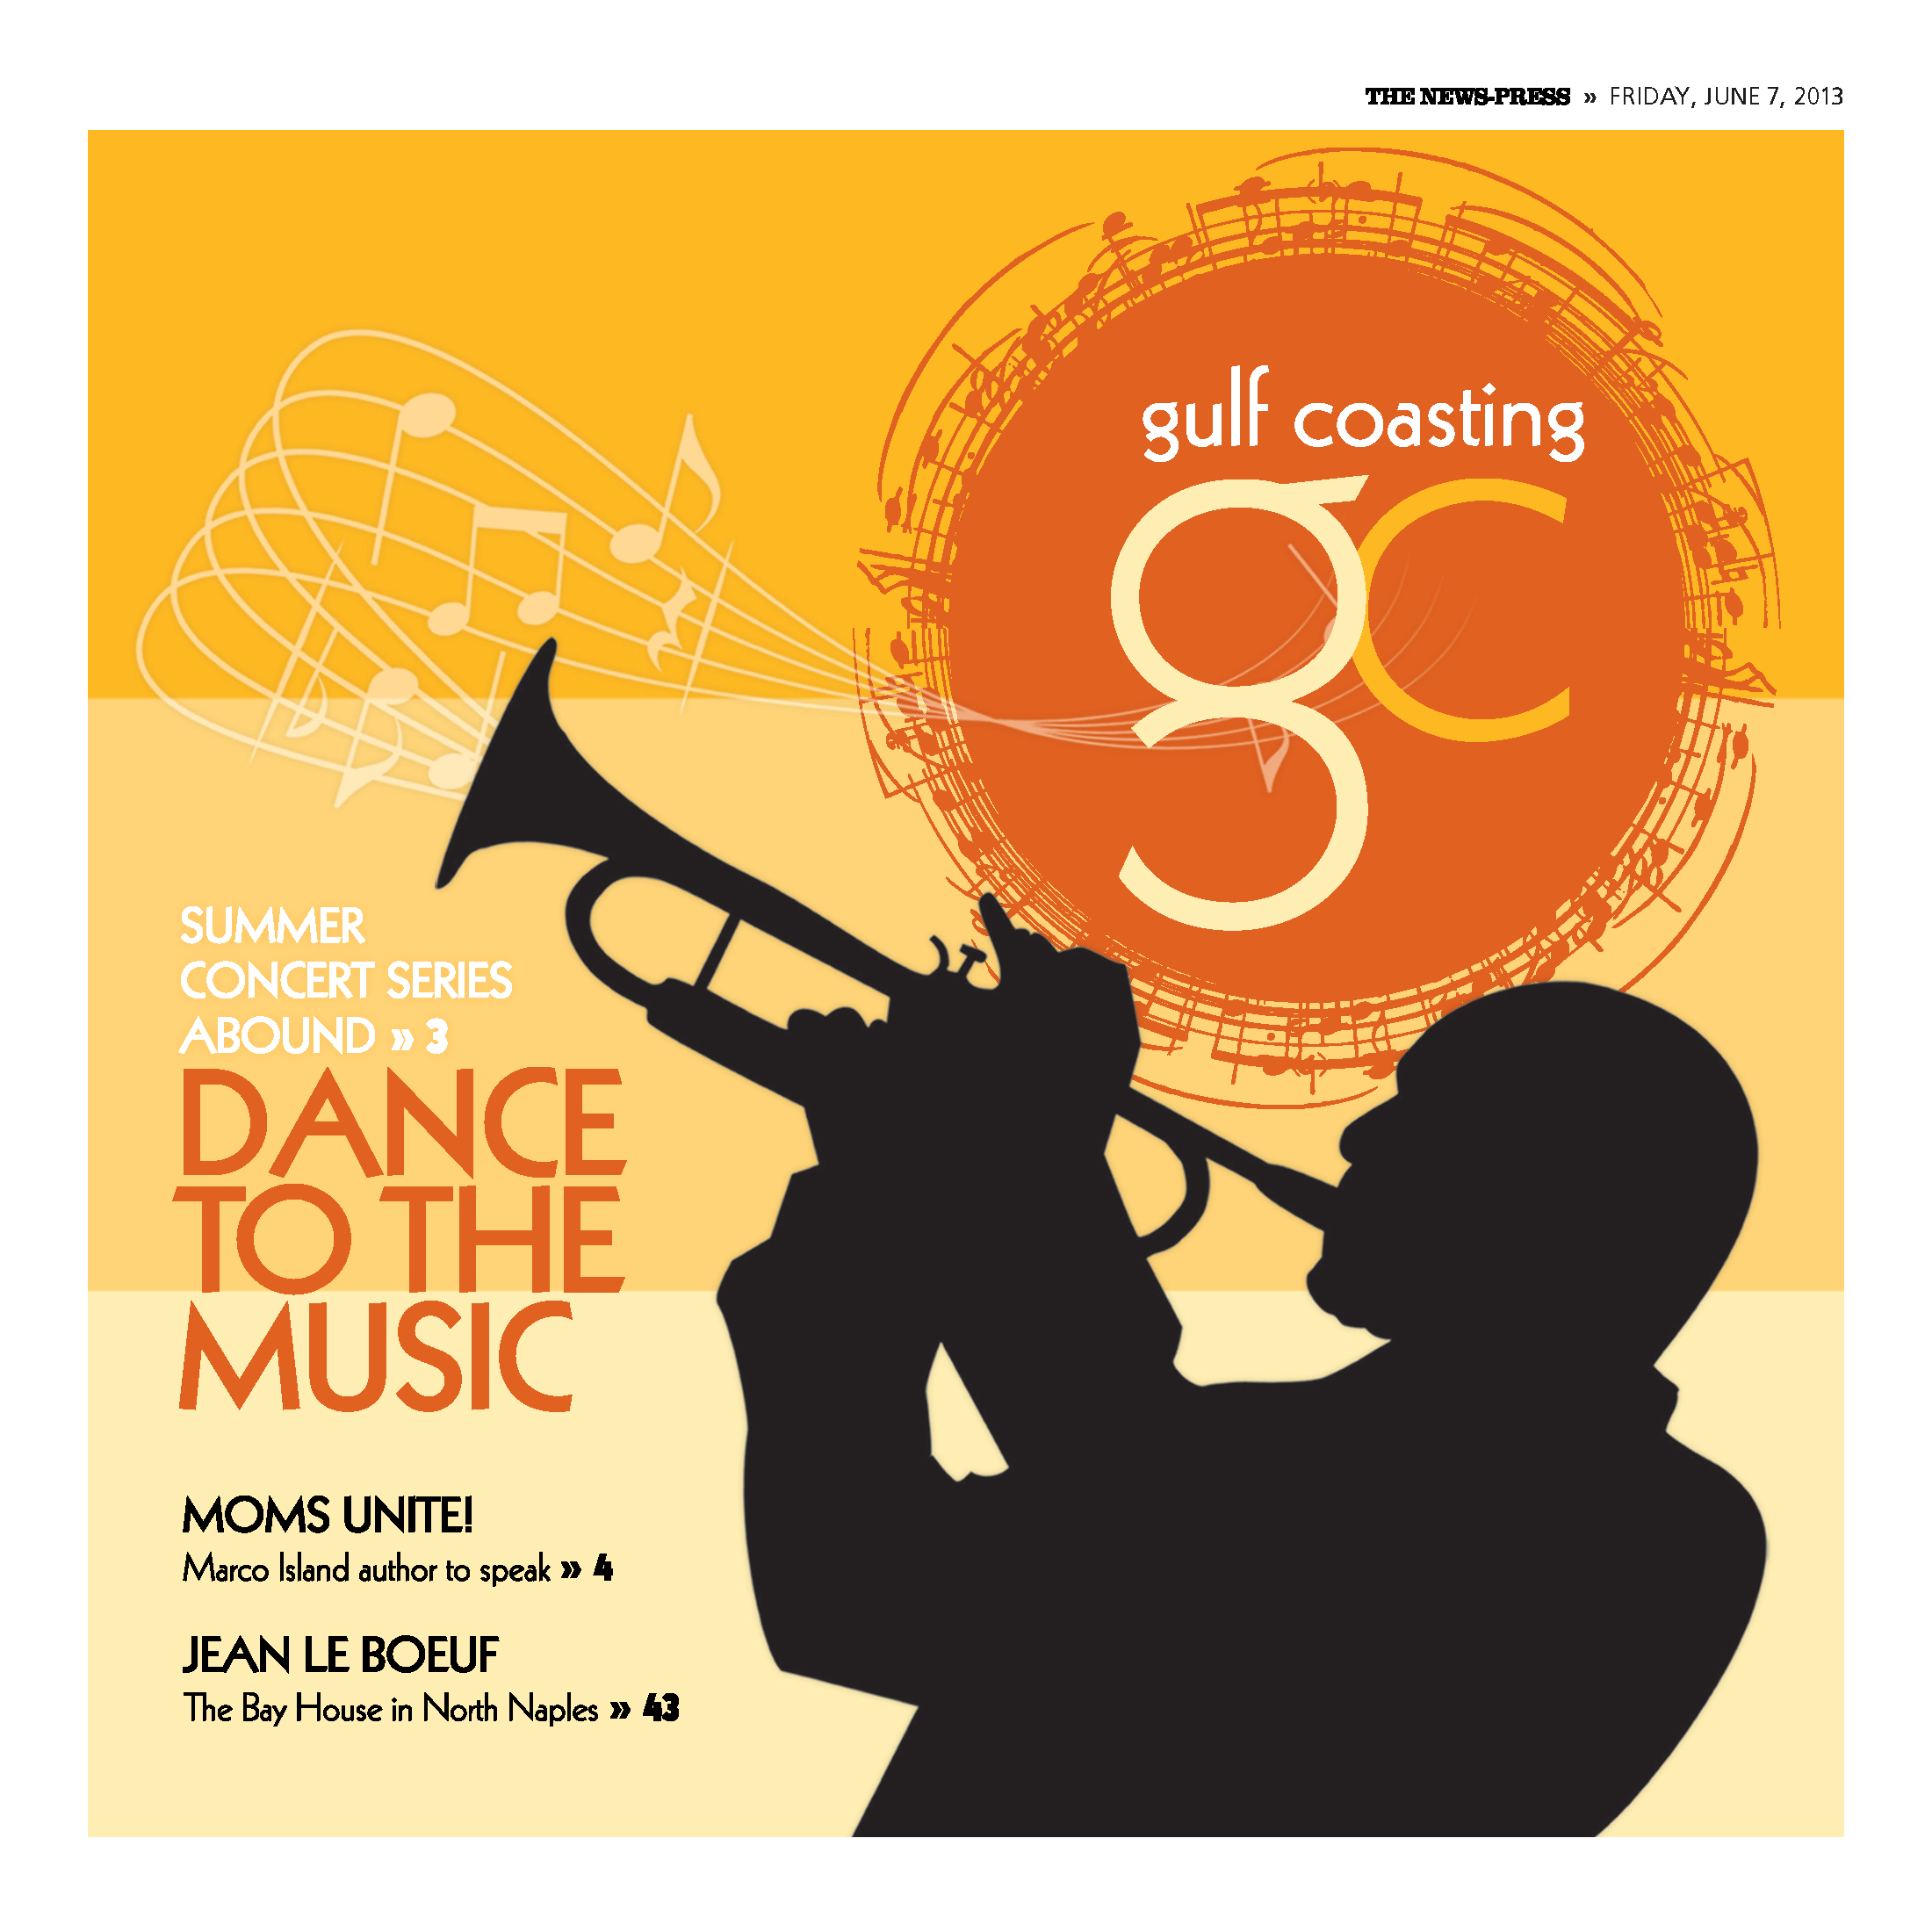 THE NEWS-PRESS » FRIDAY, JUNE 7, 2013
gulf coasting
gc
SUMMER
CONCERT SERIES
ABOUND » 3
DANCE
TO THE
MUSIC
MOMS UNITE!
Marco Island author to speak » 4
JEAN LE BOEUF
The Bay House in North Naples » 43